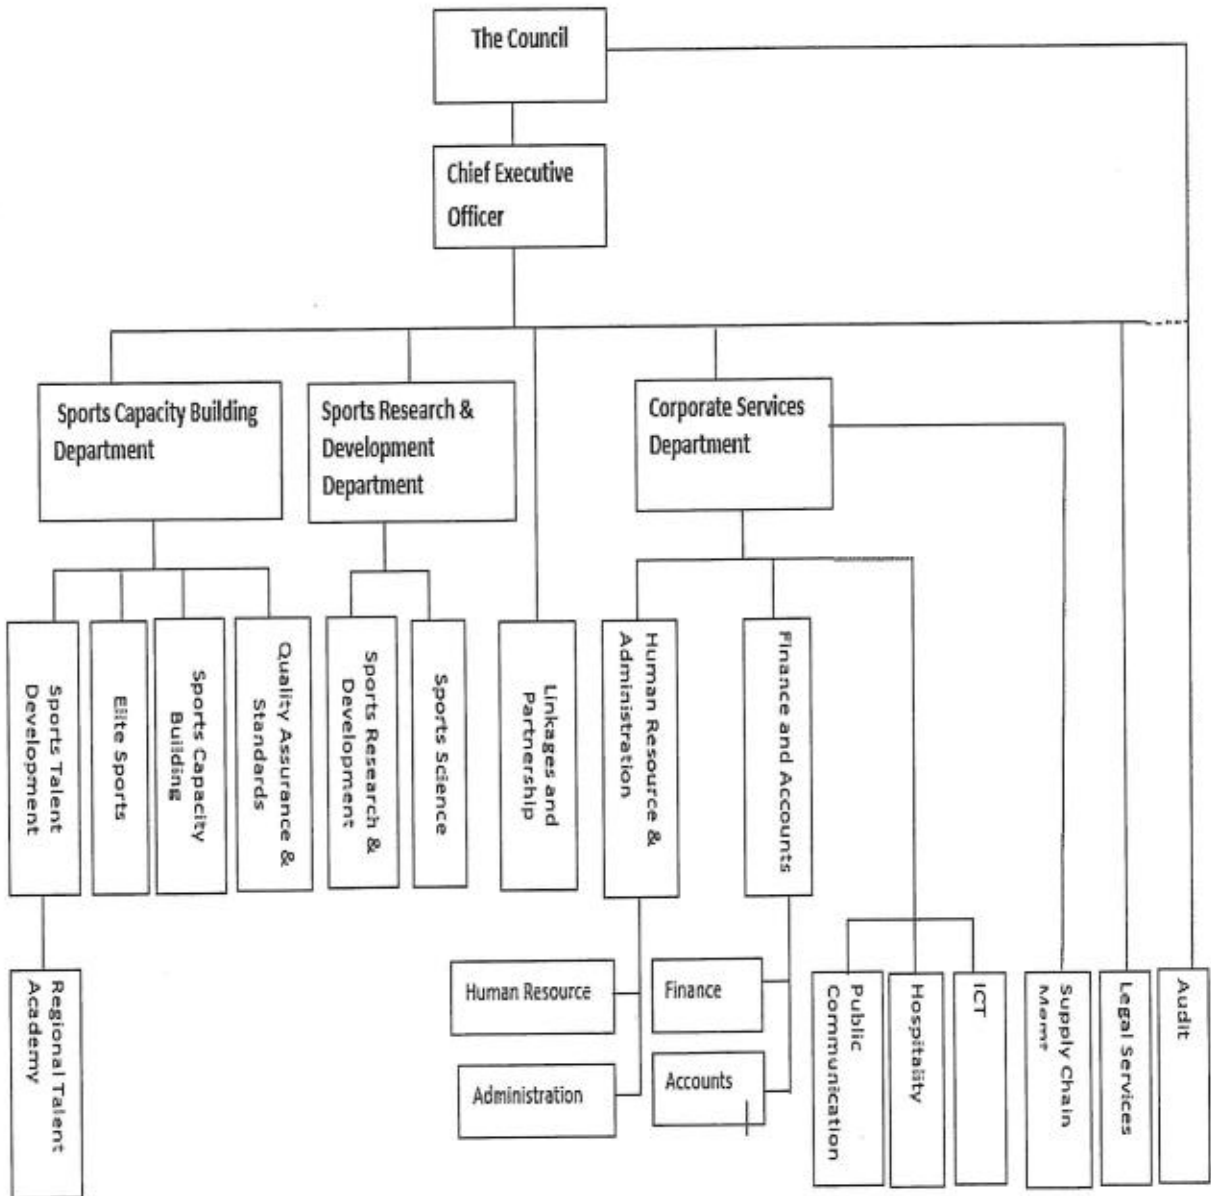 The Council
Chief Executive
Officer
Sports Capacity Building
Department
Sports Research &
Development
Department
Corporate Services
Department
Sports Talent
Development
Elite Sports
Sports Capacity
Building
Quality Assurance &
Standards
Sports Research &
Development
Sports Science
Linkages and
Partnership
Human Resource &
Administration
Finance and Accounts
Human Resource
Administration
Finance
Accounts
Regional Talent
Academy
Public
Communication
Hospitality
ICT
Supply Chain
Legal Services
Audit